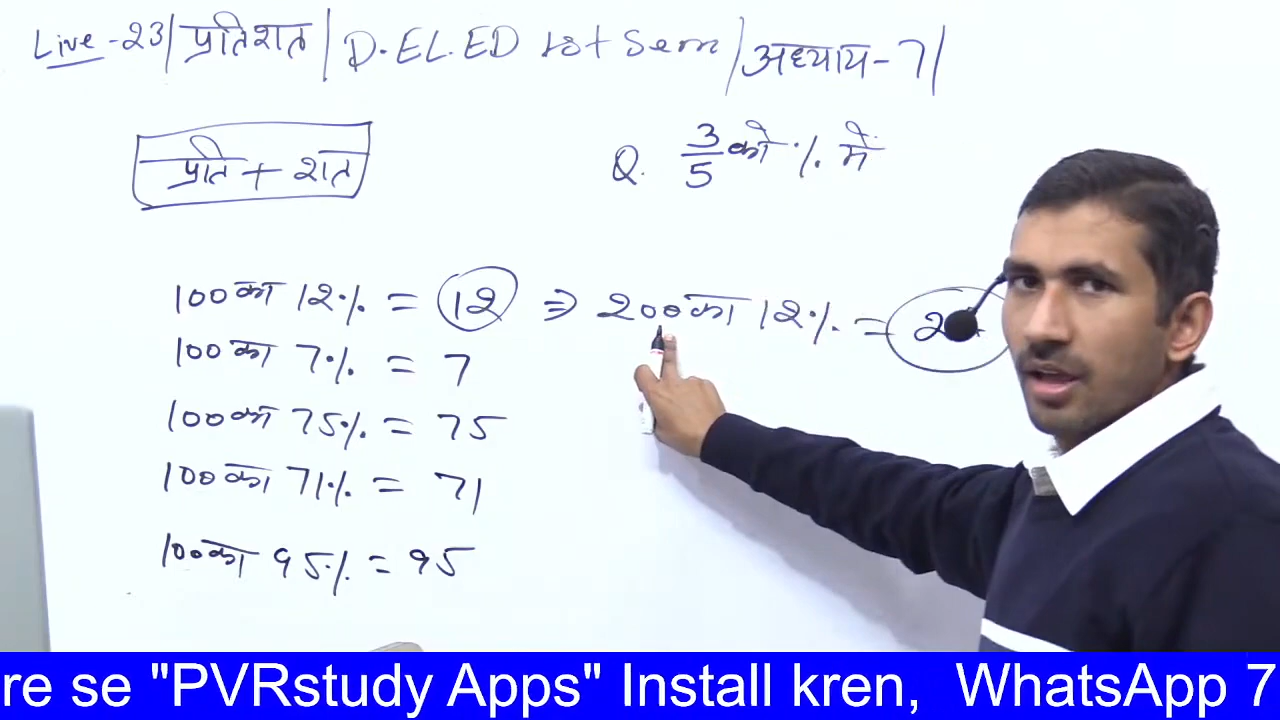 Live-23/प्रतिशत/D.EL.ED 1st Sem/अध्याय-7/
प्रति + शत
Q. 3/5 को % में
100 का 12% = 12 ⇒ 200 का 12% = 2
100 का 7% = 7
100 का 75% = 75
100 का 71% = 71
100 का 95% = 95
re se "PVRstudy Apps" Install kren, WhatsApp 7